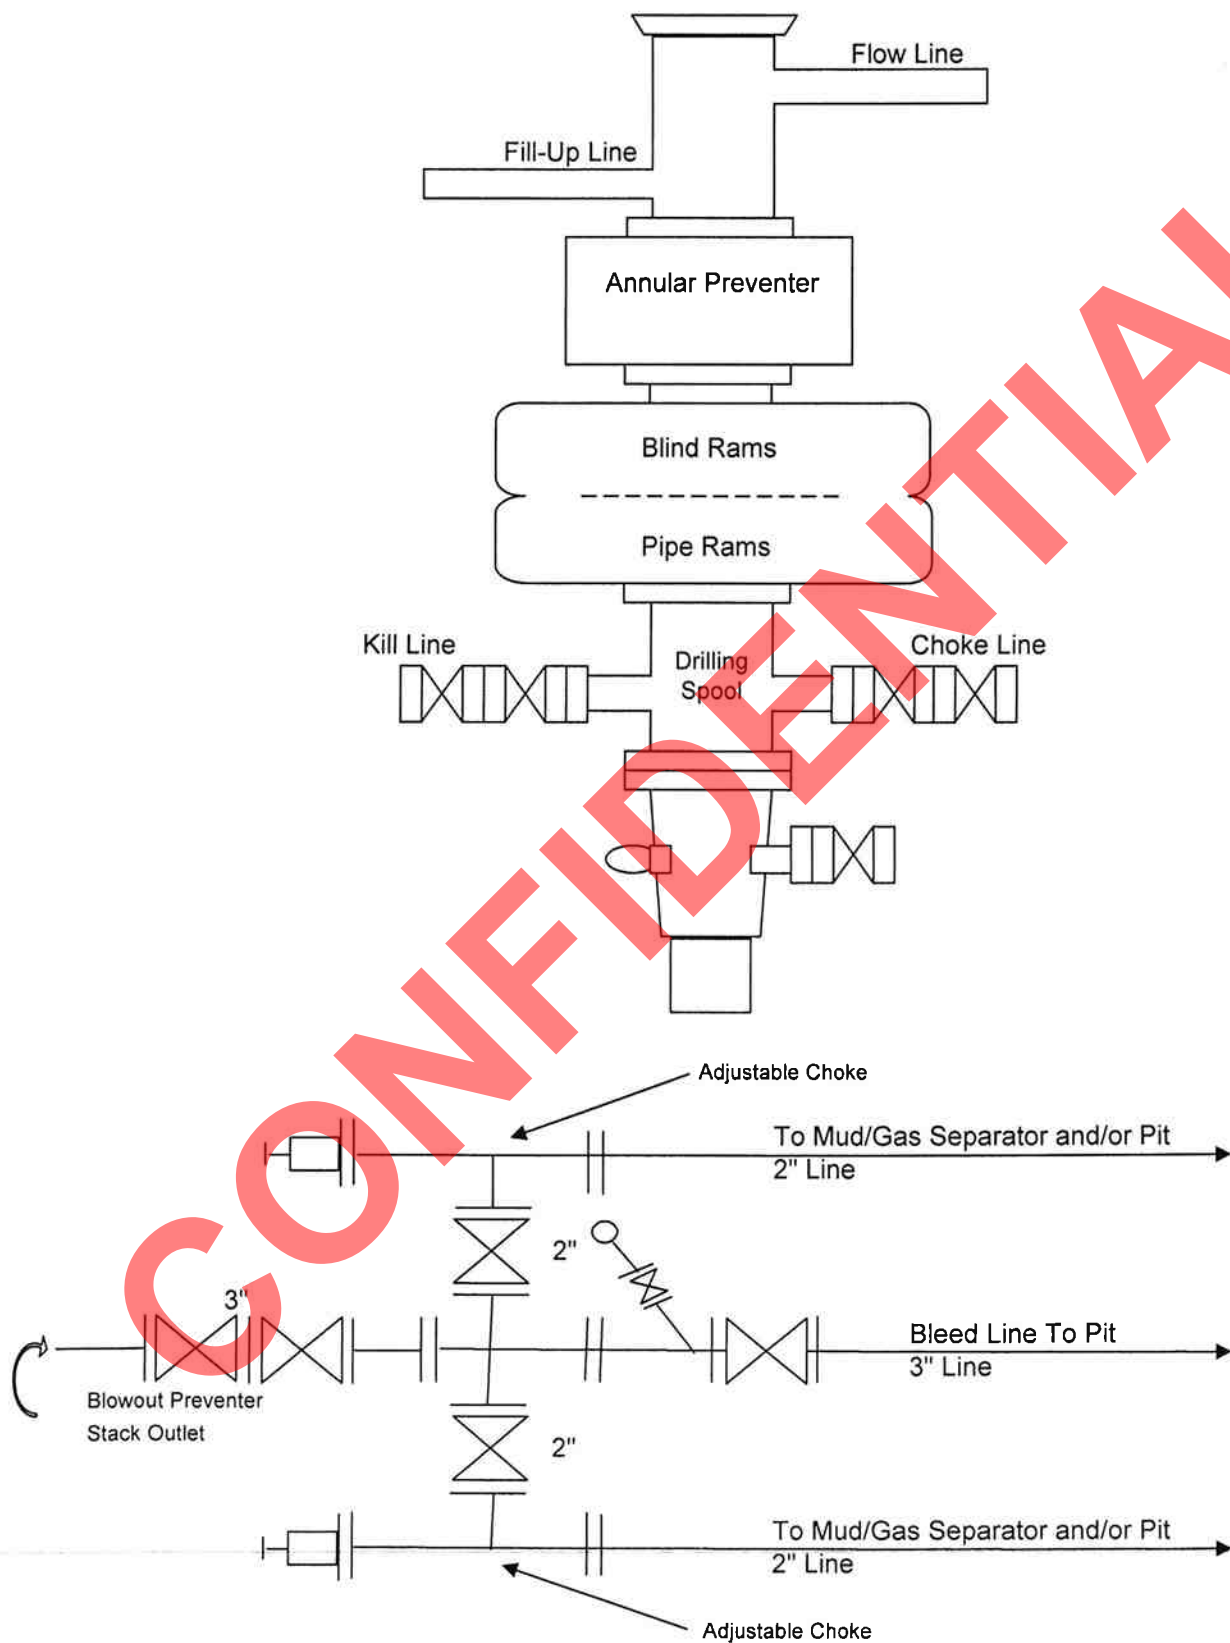 Flow Line
Fill-Up Line
Annular Preventer
Blind Rams
Pipe Rams
Kill Line
Drilling
Spool
Choke Line
CONFIDENTIAL
Adjustable Choke
To Mud/Gas Separator and/or Pit
2" Line
2"
3"
Bleed Line To Pit
3" Line
Blowout Preventer
Stack Outlet
2"
To Mud/Gas Separator and/or Pit
2" Line
Adjustable Choke